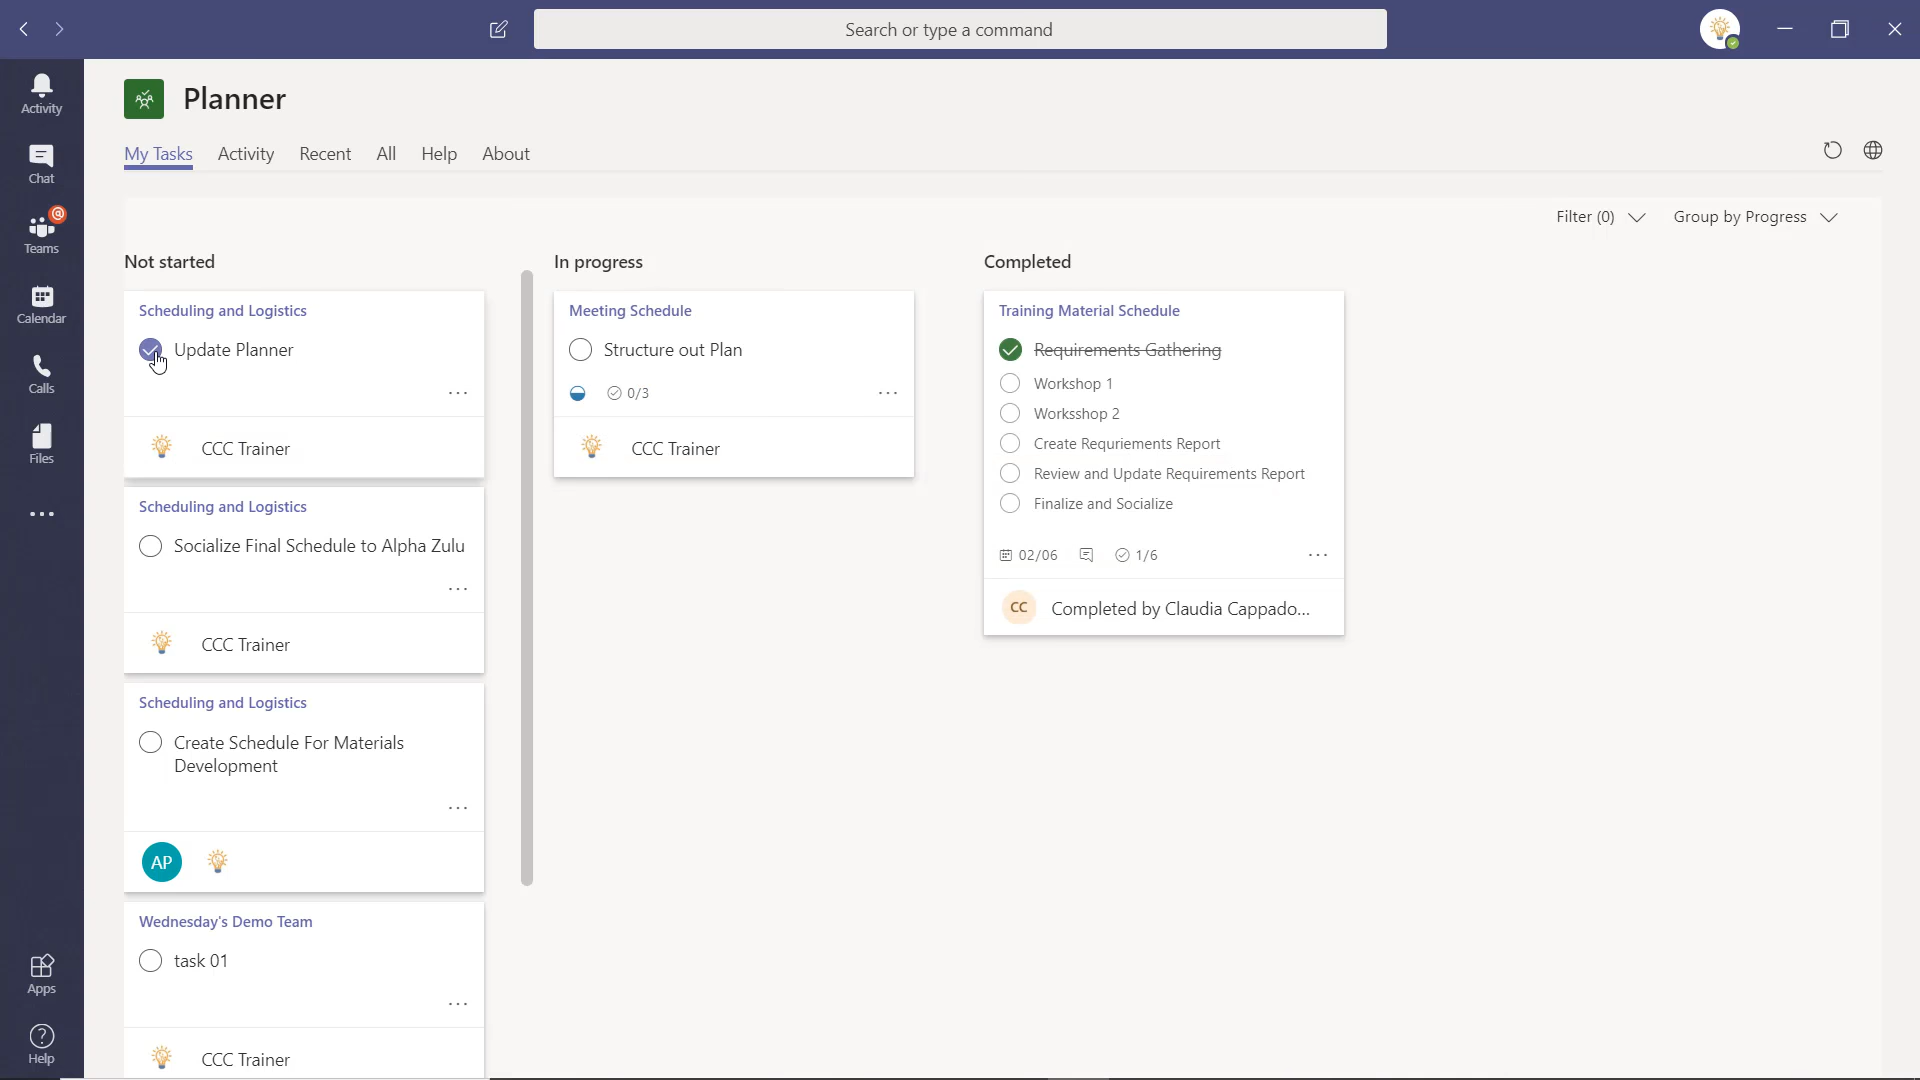 Search or type a command
Activity
Chat
@
Teams
Calendar
Calls
Files
Apps
Help
Planner
My Tasks Activity Recent All Help About
Filter (0) Group by Progress
Not started
Scheduling and Logistics
Update Planner
CCC Trainer
Scheduling and Logistics
Socialize Final Schedule to Alpha Zulu
CCC Trainer
Scheduling and Logistics
Create Schedule For Materials
Development
AP
Wednesday's Demo Team
task 01
CCC Trainer
In progress
Meeting Schedule
Structure out Plan
0/3
CCC Trainer
Completed
Training Material Schedule
Requirements Gathering
Workshop 1
Worksshop 2
Create Requriements Report
Review and Update Requirements Report
Finalize and Socialize
02/06 1/6
CC Completed by Claudia Cappado...